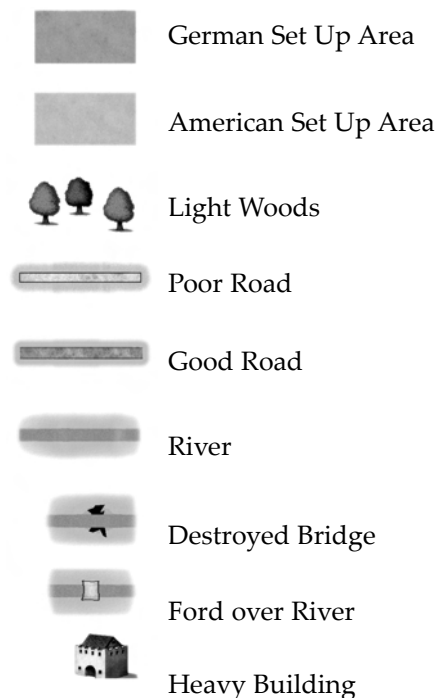 German Set Up Area
American Set Up Area
Light Woods
Poor Road
Good Road
River
Destroyed Bridge
Ford over River
Heavy Building